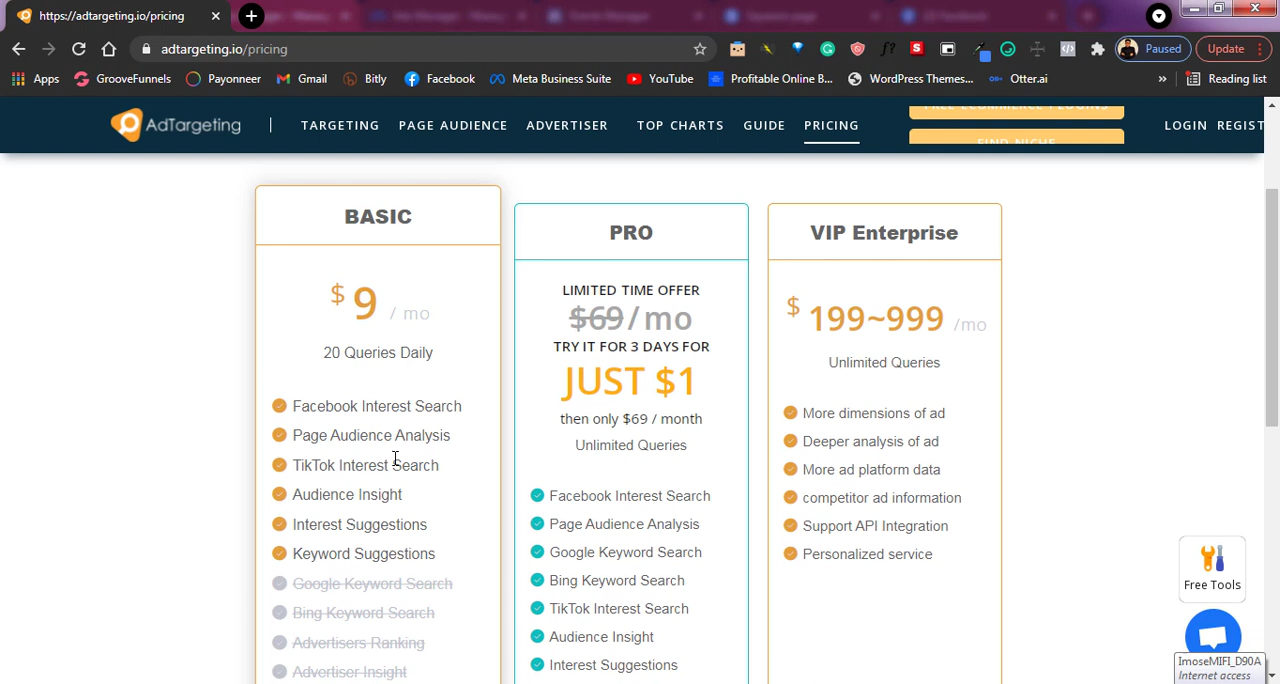 https://adtargeting.io/pricing
adtargeting.io/pricing
Paused
Update
Apps
GrooveFunnels
Payonneer
Gmail
Bitly
Facebook
Meta Business Suite
YouTube
Profitable Online B...
WordPress Themes...
Otter.ai
»
Reading list
AdTargeting
TARGETING
PAGE AUDIENCE
ADVERTISER
TOP CHARTS
GUIDE
PRICING
FREE ECOMMERCE PLUGINS
FIND NICHE
LOGIN
REGIST
BASIC
$ 9 / mo
20 Queries Daily
Facebook Interest Search
Page Audience Analysis
TikTok Interest Search
Audience Insight
Interest Suggestions
Keyword Suggestions
Google Keyword Search
Bing Keyword Search
Advertisers Ranking
Advertiser Insight
PRO
LIMITED TIME OFFER
$69/mo
TRY IT FOR 3 DAYS FOR
JUST $1
then only $69 / month
Unlimited Queries
Facebook Interest Search
Page Audience Analysis
Google Keyword Search
Bing Keyword Search
TikTok Interest Search
Audience Insight
Interest Suggestions
VIP Enterprise
$ 199~999 /mo
Unlimited Queries
More dimensions of ad
Deeper analysis of ad
More ad platform data
competitor ad information
Support API Integration
Personalized service
Free Tools
ImoseMIFI_D90A
Internet access